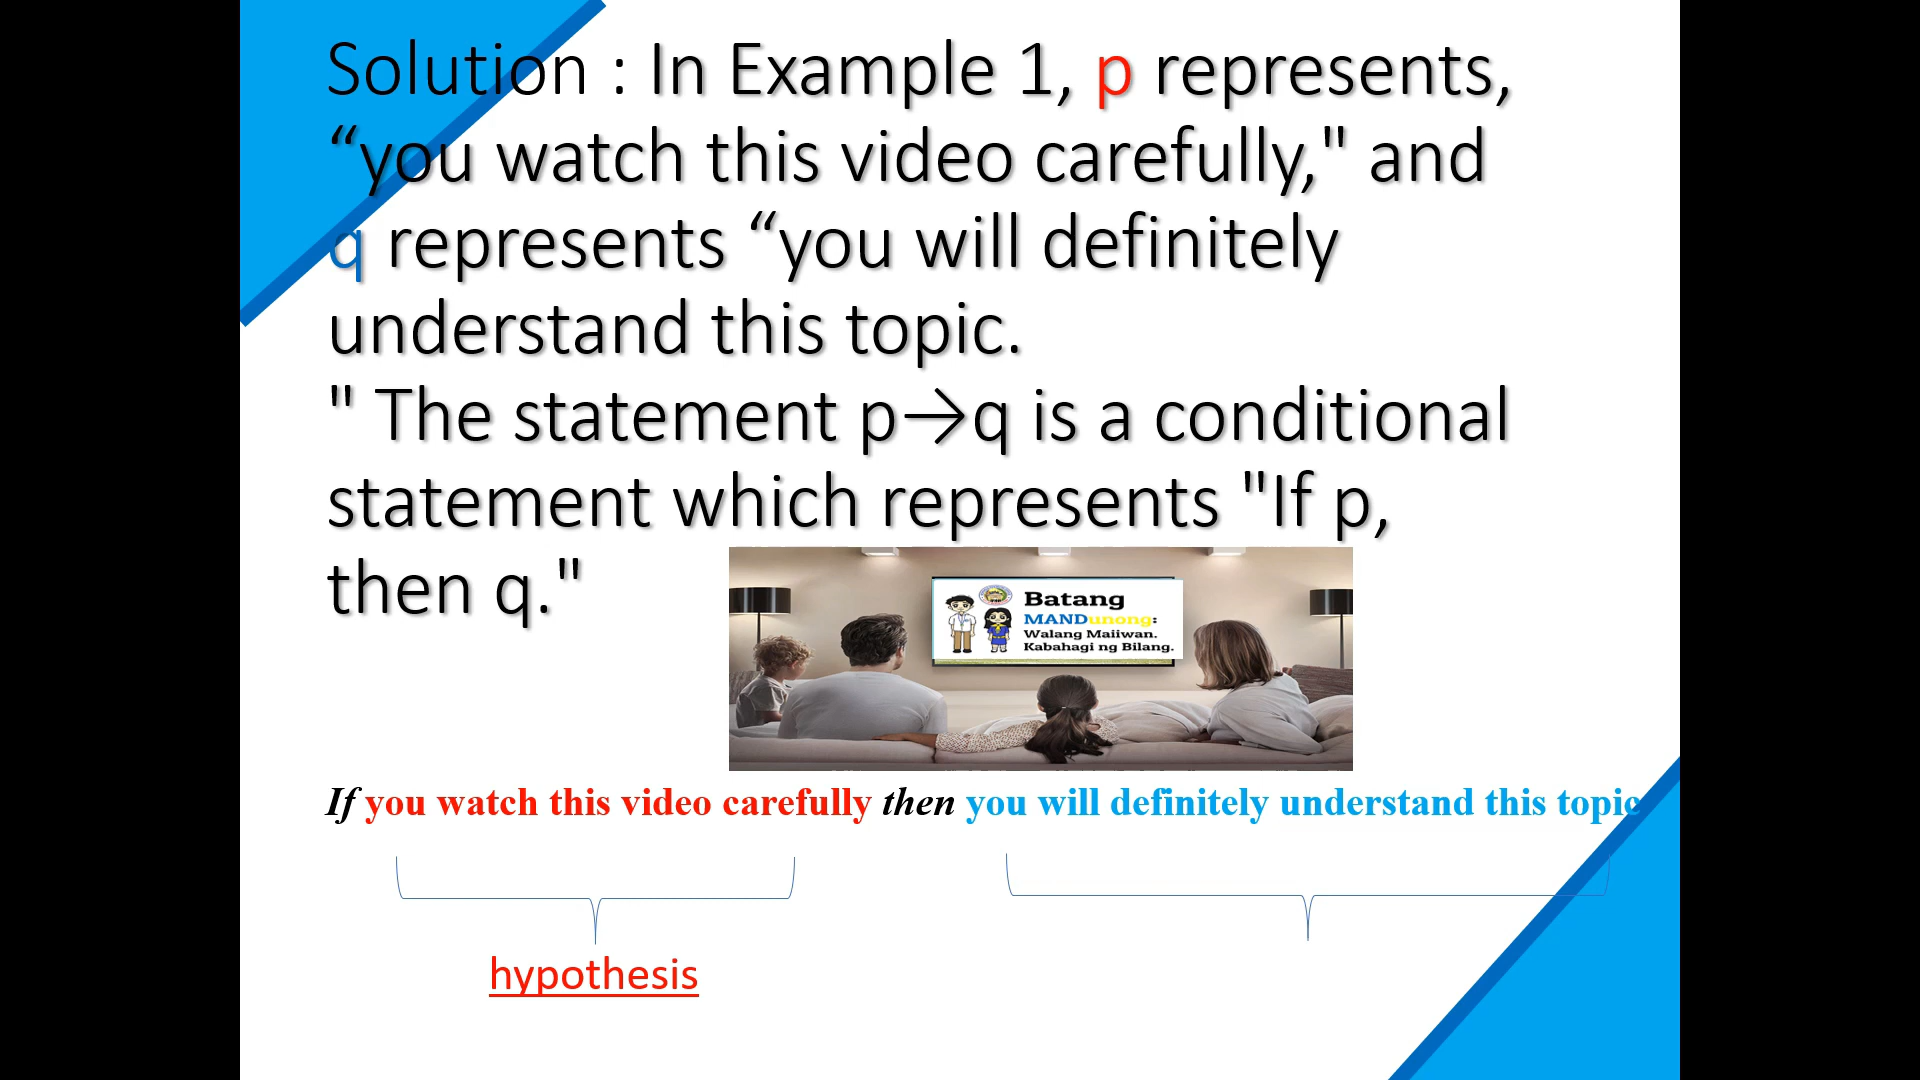 Solution : In Example 1, p represents,
“you watch this video carefully," and
q represents “you will definitely
understand this topic.
" The statement p→q is a conditional
statement which represents "If p,
then q."
Batang
MANDunong:
Walang Maiiwan.
Kabahagi ng Bilang.
If you watch this video carefully then you will definitely understand this topic
hypothesis